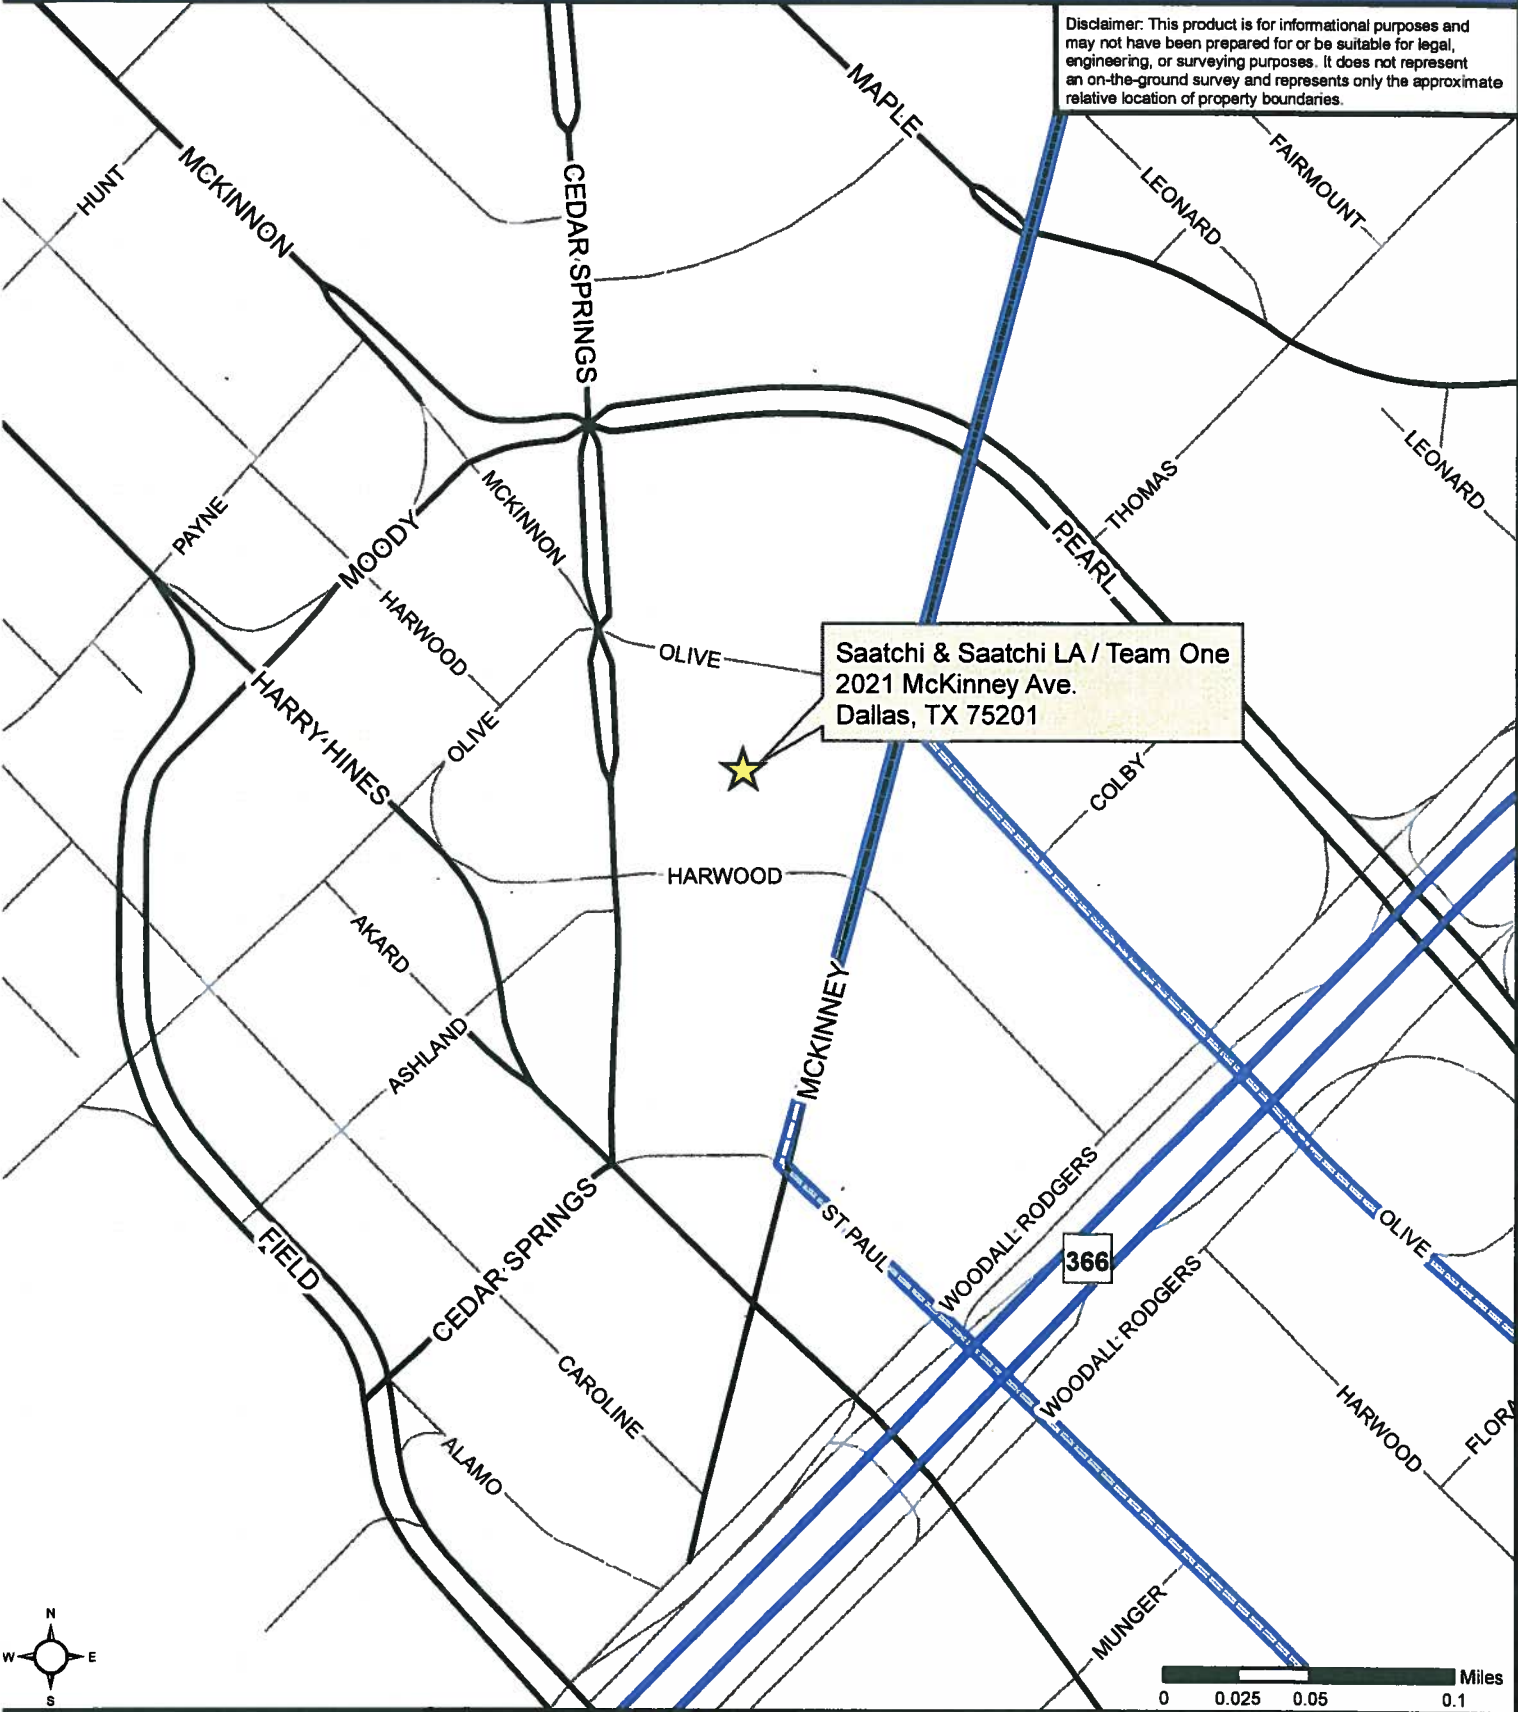 Disclaimer: This product is for informational purposes and
may not have been prepared for or be suitable for legal,
engineering, or surveying purposes. It does not represent
an on-the-ground survey and represents only the approximate
relative location of property boundaries.
MAPLE
FAIRMOUNT
LEONARD
HUNT
MCKINNON
CEDAR SPRINGS
LEONARD
THOMAS
PEARL
PAYNE
MOODY
MCKINNON
HARWOOD
OLIVE
Saatchi & Saatchi LA / Team One
2021 McKinney Ave.
Dallas, TX 75201
HARRY HINES
OLIVE
COLBY
HARWOOD
AKARD
ASHLAND
MCKINNEY
WOODALL RODGERS
ST PAUL
OLIVE
366
FIELD
CEDAR SPRINGS
WOODALL RODGERS
CAROLINE
ALAMO
HARWOOD
FLORA
MUNGER
N
W
E
S
Miles
0
0.025
0.05
0.1